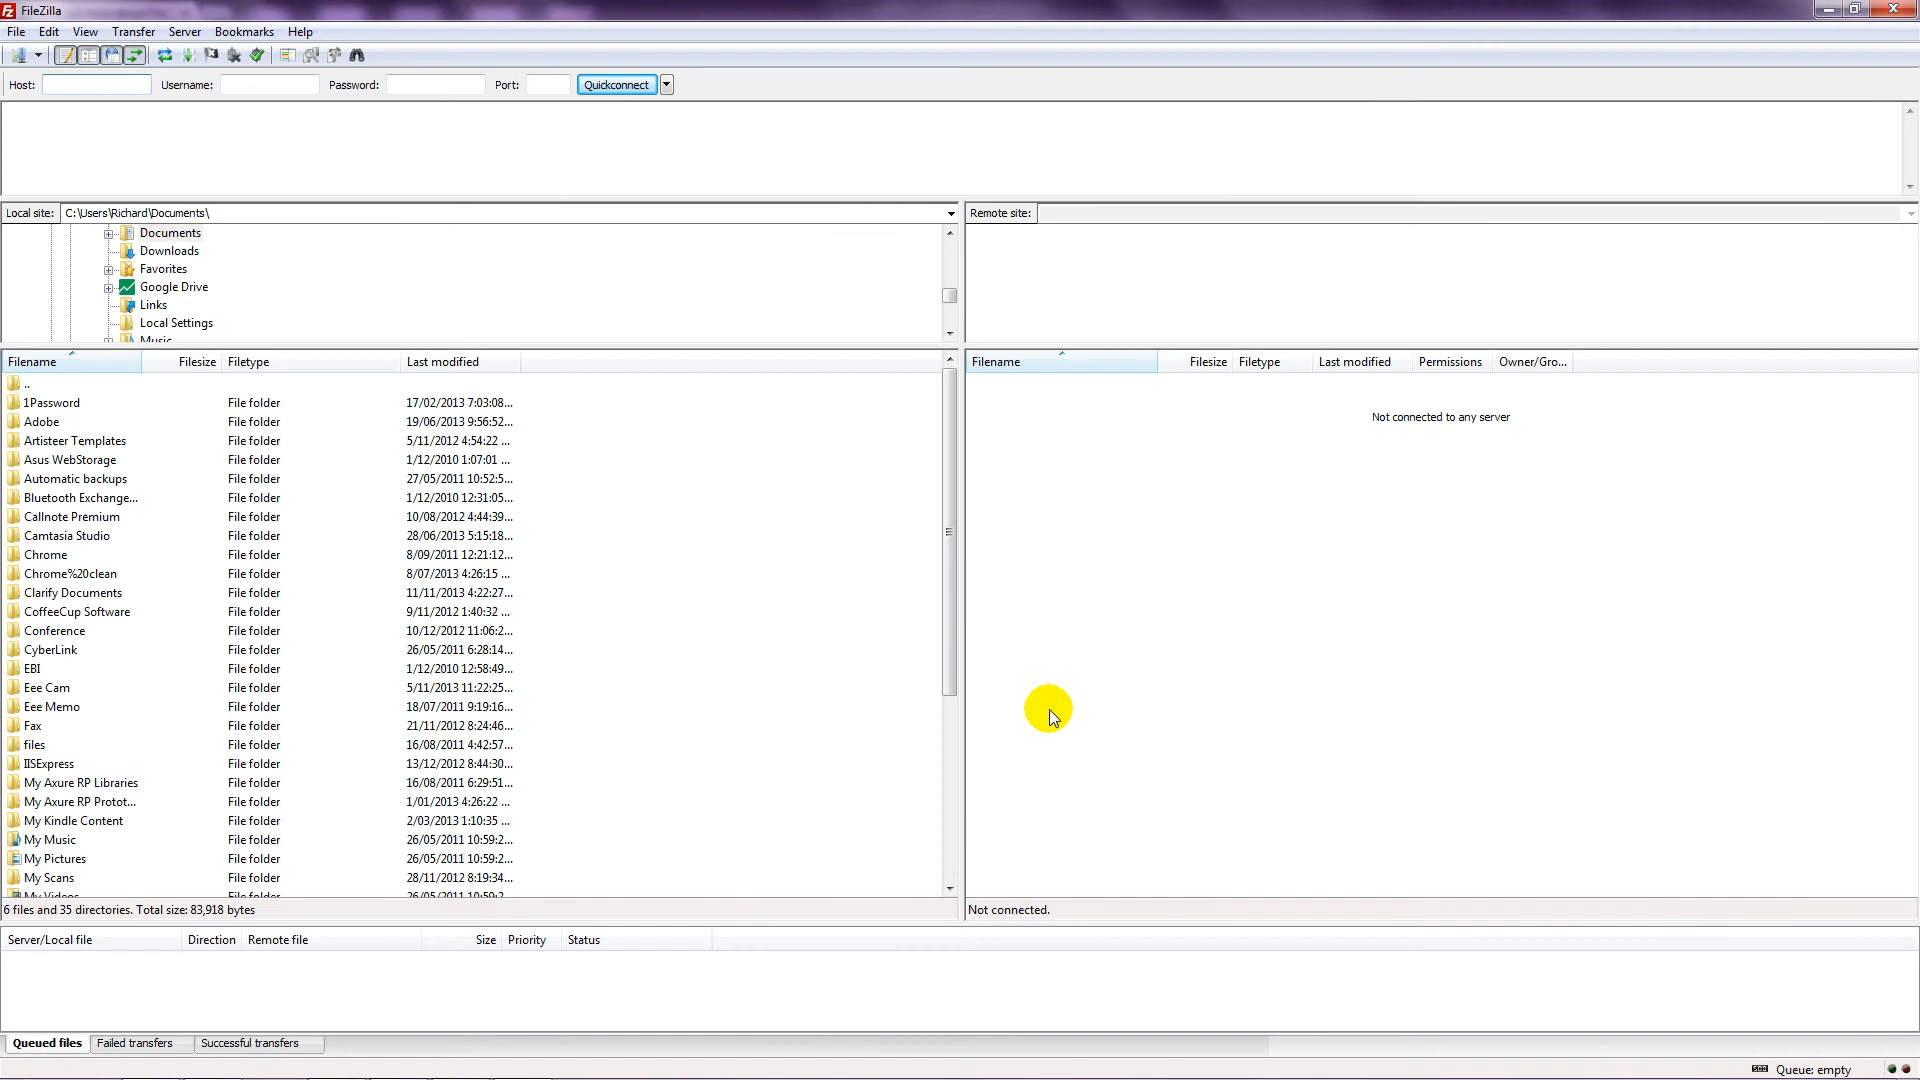 FileZilla
File Edit View Transfer Server Bookmarks Help
Host: Username: Password: Port: Quickconnect
Local site: C:\Users\Richard\Documents\
Remote site:
Documents
Downloads
Favorites
Google Drive
Links
Local Settings
Music
Filename Filesize Filetype Last modified
..
1Password File folder 17/02/2013 7:03:08...
Adobe File folder 19/06/2013 9:56:52...
Artisteer Templates File folder 5/11/2012 4:54:22 ...
Asus WebStorage File folder 1/12/2010 1:07:01 ...
Automatic backups File folder 27/05/2011 10:52:5...
Bluetooth Exchange... File folder 1/12/2010 12:31:05...
Callnote Premium File folder 10/08/2012 4:44:39...
Camtasia Studio File folder 28/06/2013 5:15:18...
Chrome File folder 8/09/2011 12:21:12...
Chrome%20clean File folder 8/07/2013 4:26:15 ...
Clarify Documents File folder 11/11/2013 4:22:27...
CoffeeCup Software File folder 9/11/2012 1:40:32 ...
Conference File folder 10/12/2012 11:06:2...
CyberLink File folder 26/05/2011 6:28:14...
EBI File folder 1/12/2010 12:58:49...
Eee Cam File folder 5/11/2013 11:22:25...
Eee Memo File folder 18/07/2011 9:19:16...
Fax File folder 21/11/2012 8:24:46...
files File folder 16/08/2011 4:42:57...
IISExpress File folder 13/12/2012 8:44:30...
My Axure RP Libraries File folder 16/08/2011 6:29:51...
My Axure RP Protot... File folder 1/01/2013 4:26:22 ...
My Kindle Content File folder 2/03/2013 1:10:35 ...
My Music File folder 26/05/2011 10:59:2...
My Pictures File folder 26/05/2011 10:59:2...
My Scans File folder 28/11/2012 8:19:34...
My Videos File folder 26/05/2011 10:59:2...
6 files and 35 directories. Total size: 83,918 bytes
Filename Filesize Filetype Last modified Permissions Owner/Gro...
Not connected to any server
Not connected.
Server/Local file Direction Remote file Size Priority Status
Queued files Failed transfers Successful transfers
Queue: empty